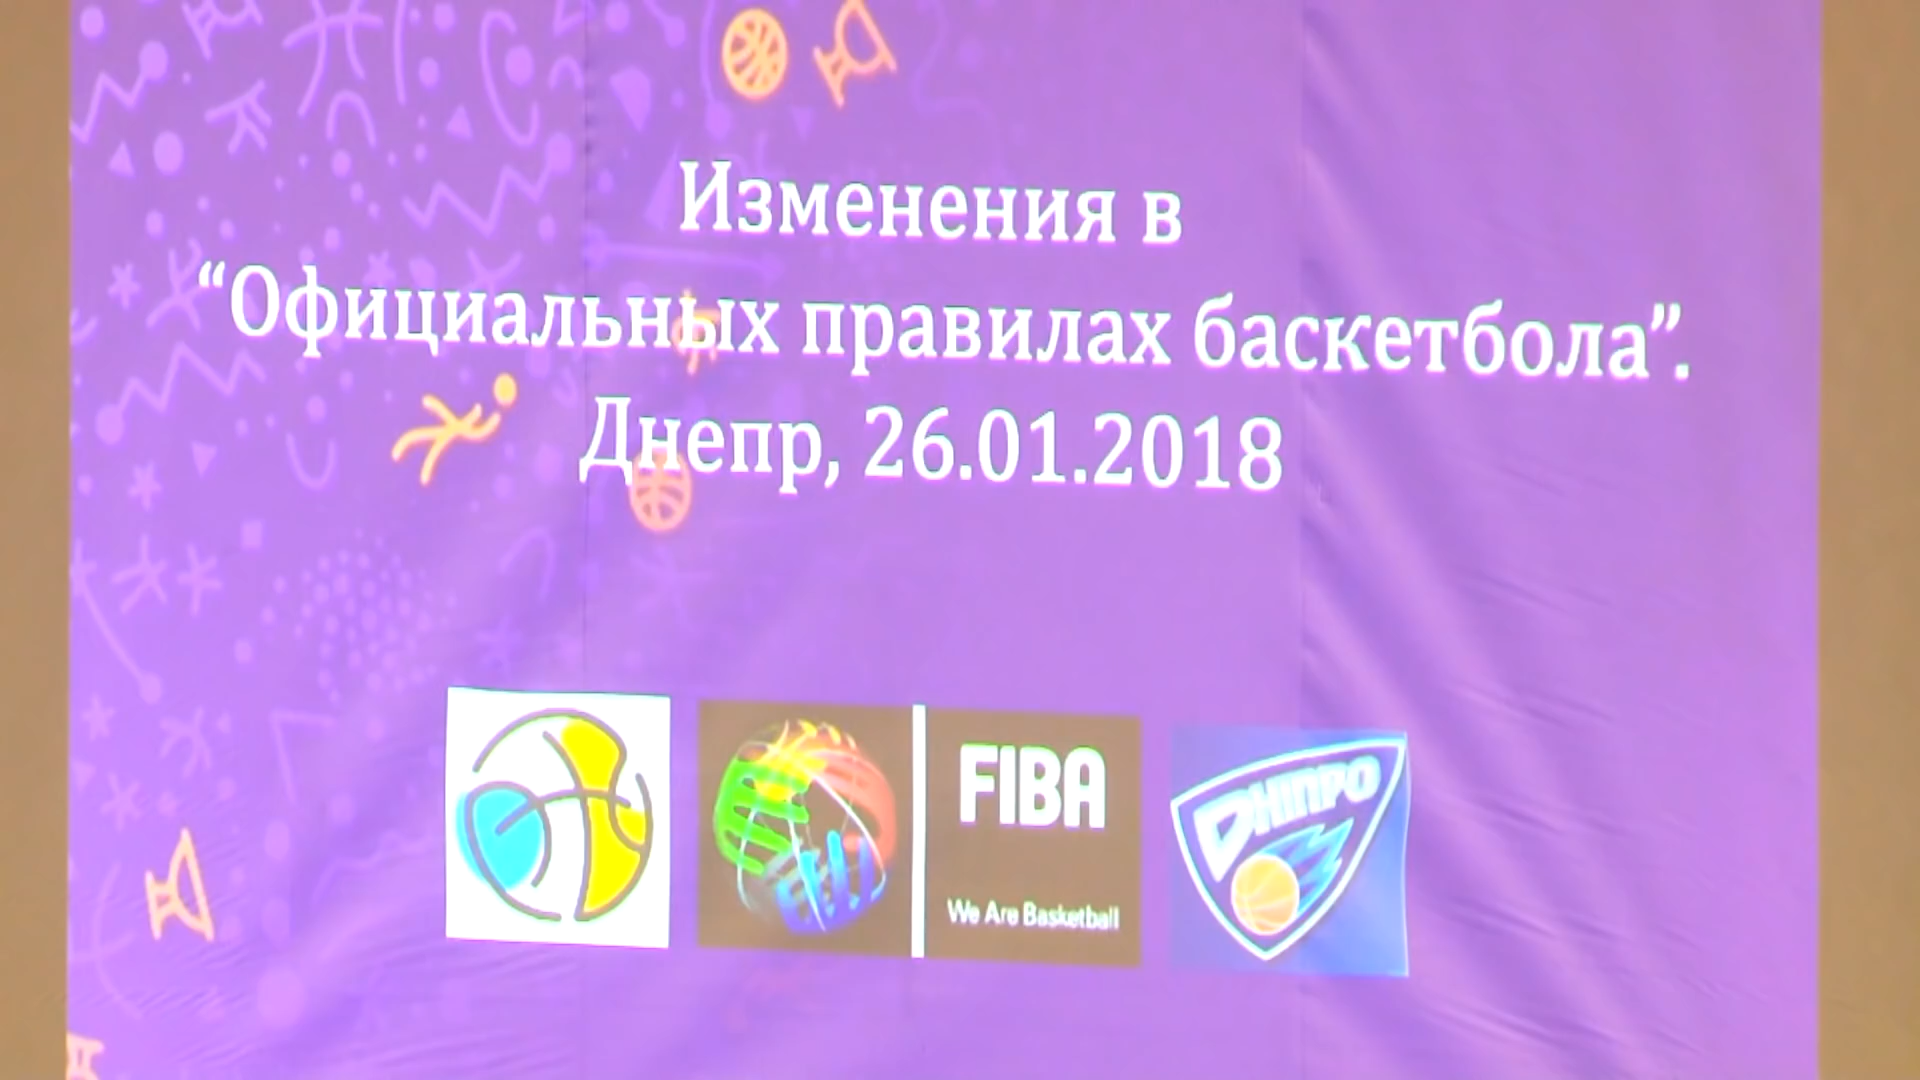 Изменения в
“Официальных правилах баскетбола”.
Днепр, 26.01.2018
FIBA
We Are Basketball
ДНІПРО